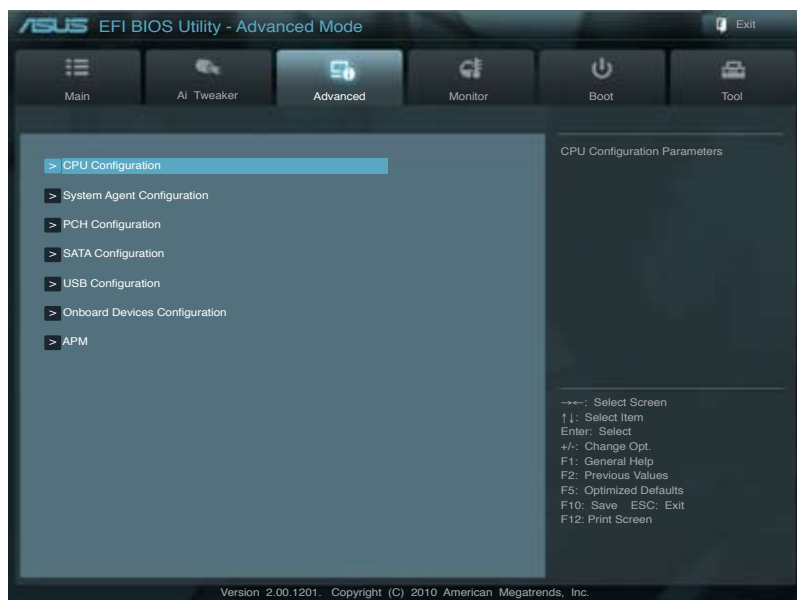 ASUS EFI BIOS Utility - Advanced Mode
Exit
Main
Ai Tweaker
Advanced
Monitor
Boot
Tool
> CPU Configuration
> System Agent Configuration
> PCH Configuration
> SATA Configuration
> USB Configuration
> Onboard Devices Configuration
> APM
CPU Configuration Parameters
→←: Select Screen
↑↓: Select Item
Enter: Select
+/-: Change Opt.
F1: General Help
F2: Previous Values
F5: Optimized Defaults
F10: Save ESC: Exit
F12: Print Screen
Version 2.00.1201. Copyright (C) 2010 American Megatrends, Inc.